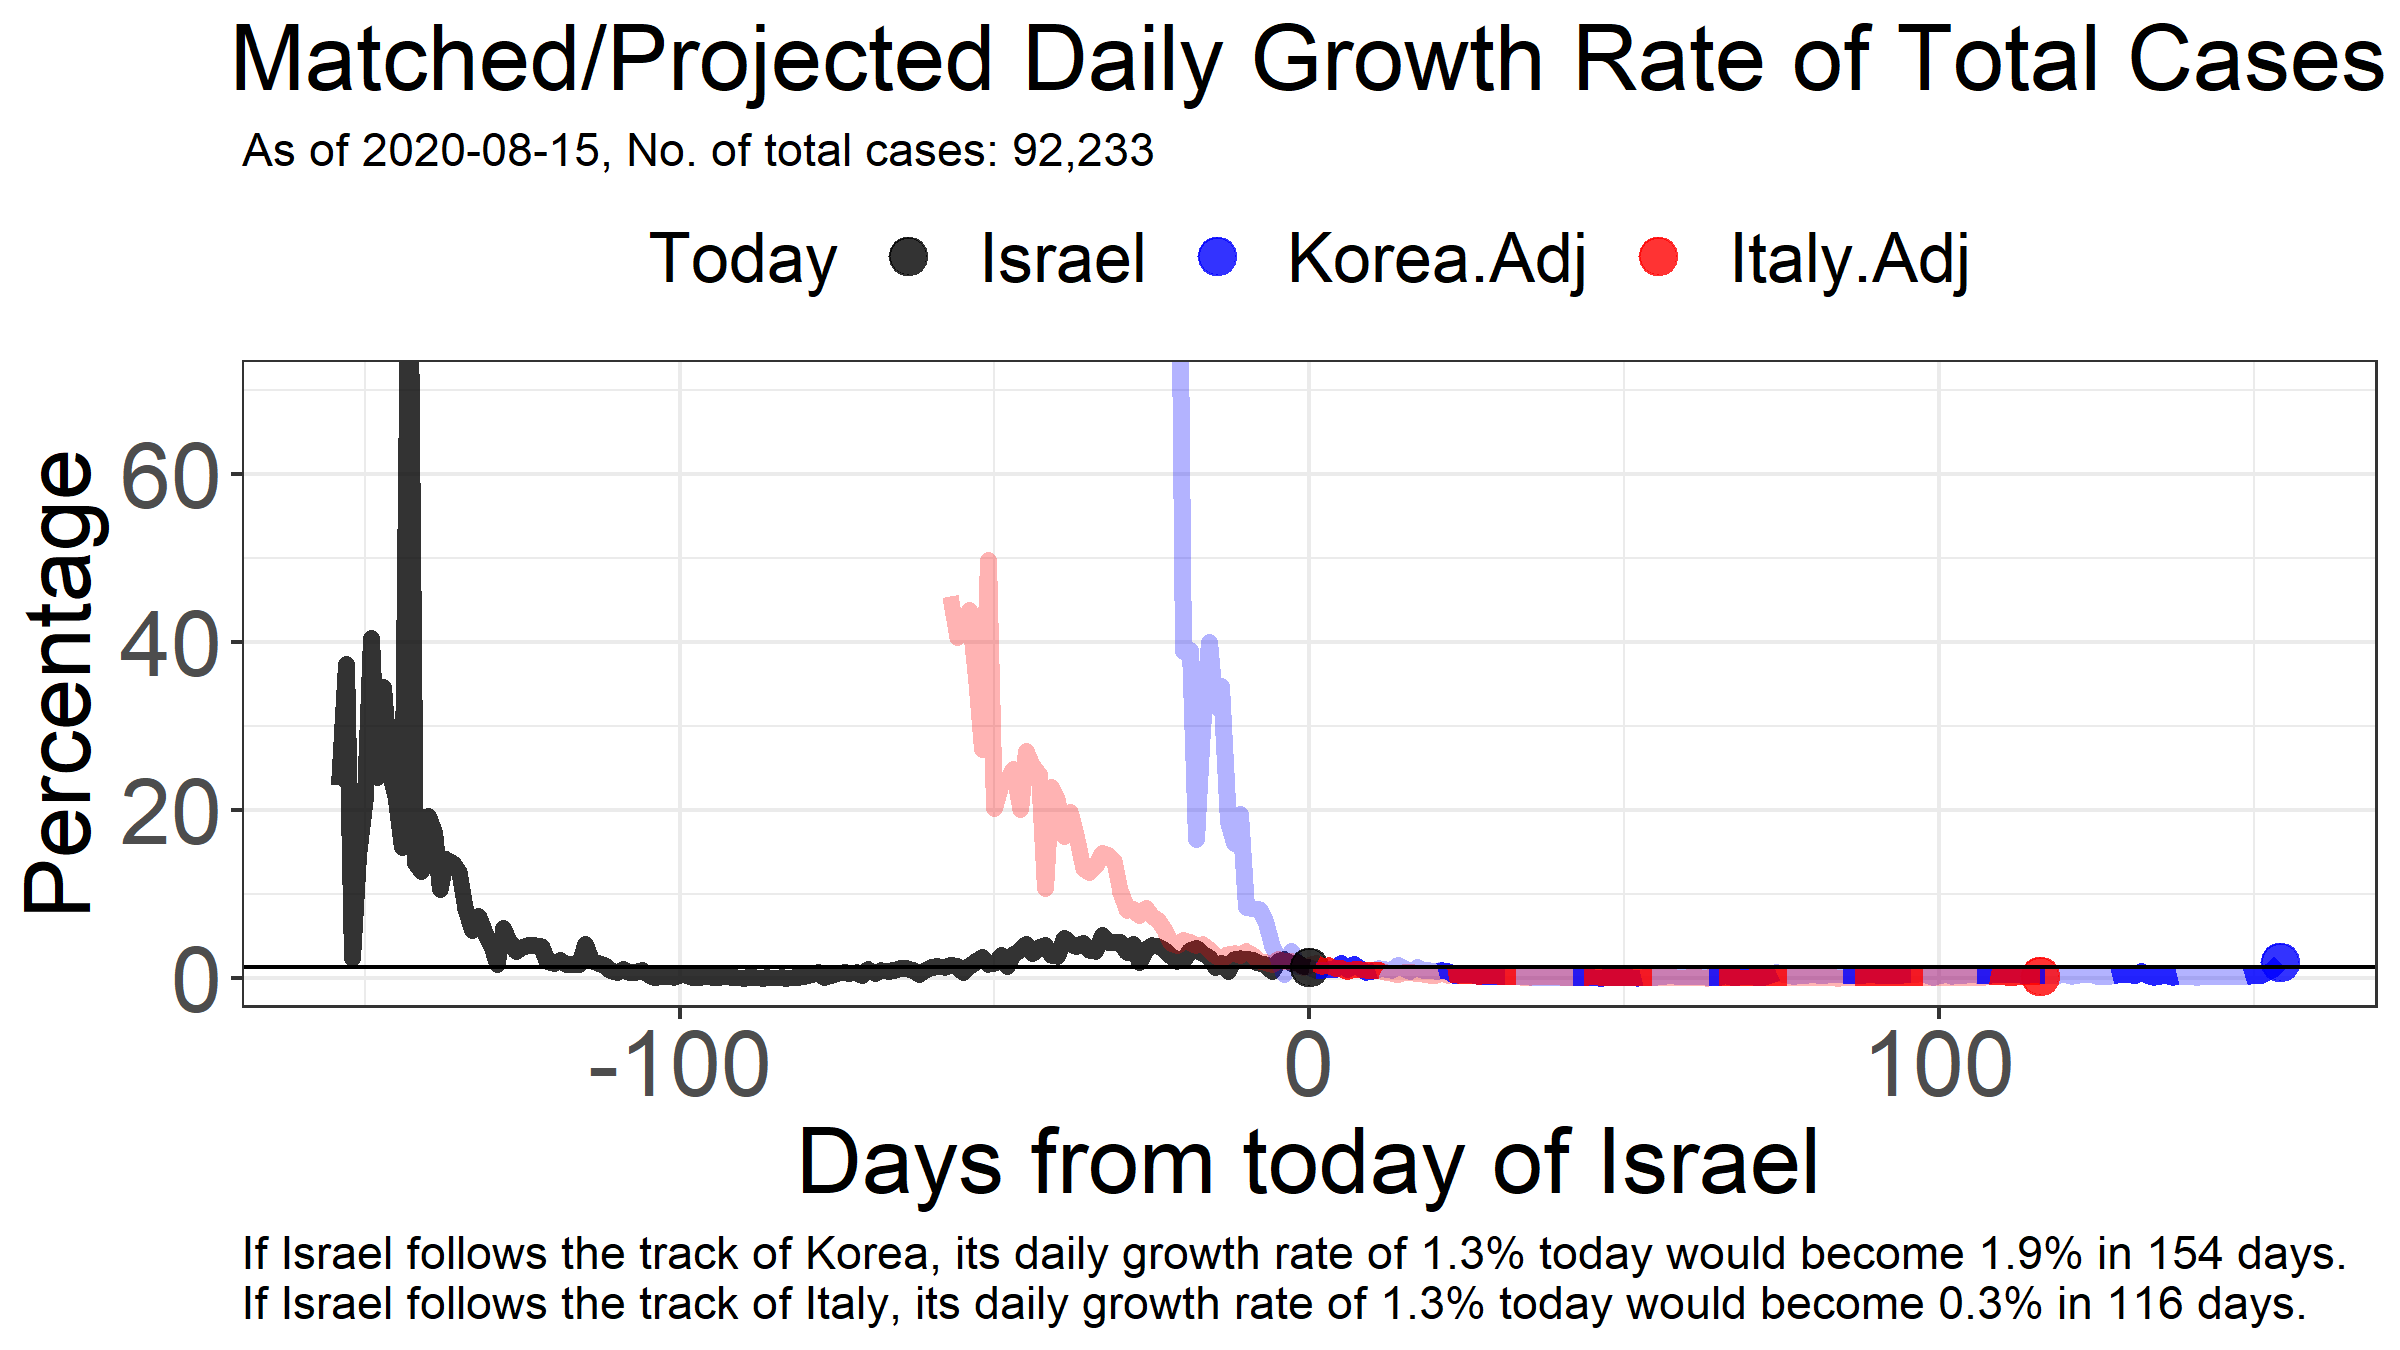 Matched/Projected Daily Growth Rate of Total Cases
As of 2020-08-15, No. of total cases: 92,233
Today Israel Korea.Adj Italy.Adj
Percentage
60
40
20
0
-100 0 100
Days from today of Israel
If Israel follows the track of Korea, its daily growth rate of 1.3% today would become 1.9% in 154 days.
If Israel follows the track of Italy, its daily growth rate of 1.3% today would become 0.3% in 116 days.